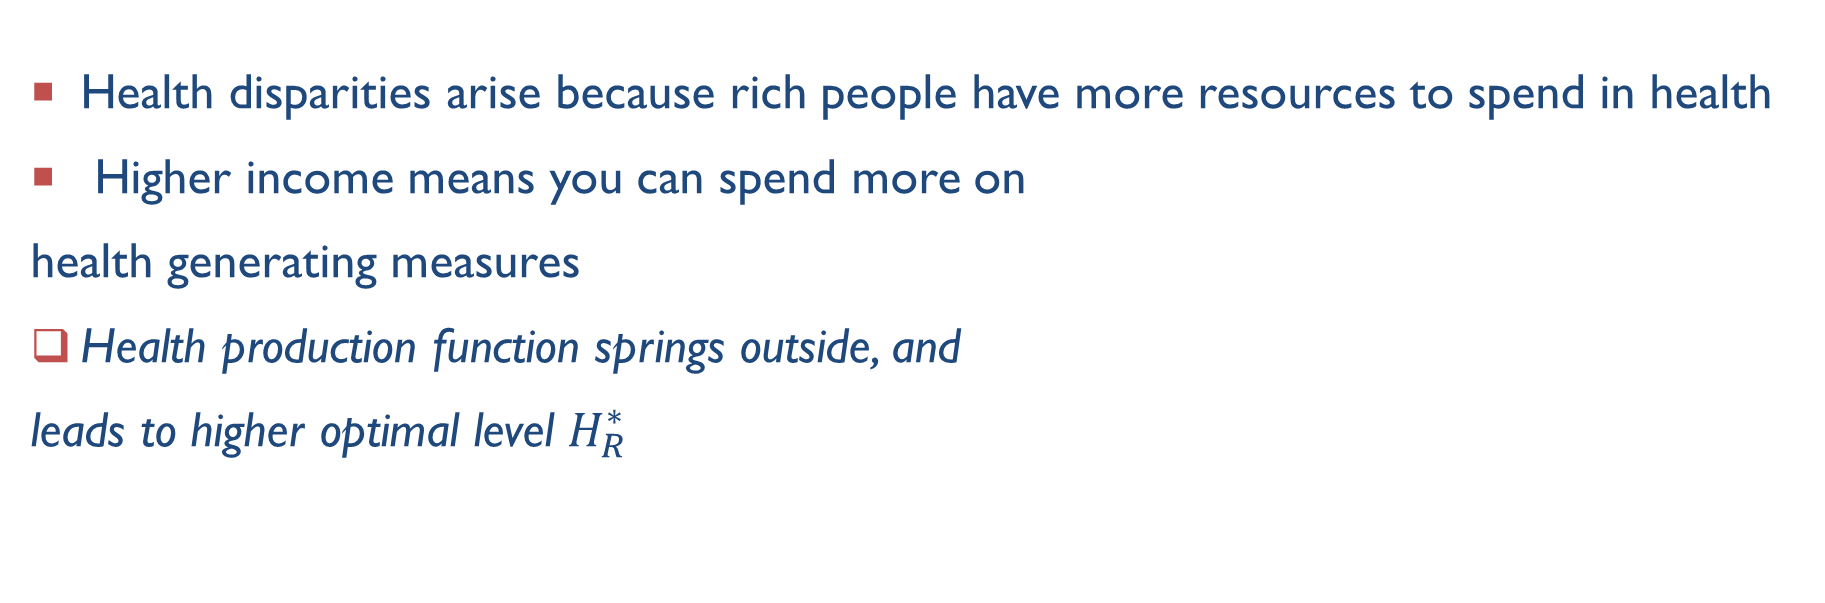 ▪ Health disparities arise because rich people have more resources to spend in health
▪ Higher income means you can spend more on
health generating measures
❑ Health production function springs outside, and
leads to higher optimal level $H_R^*$